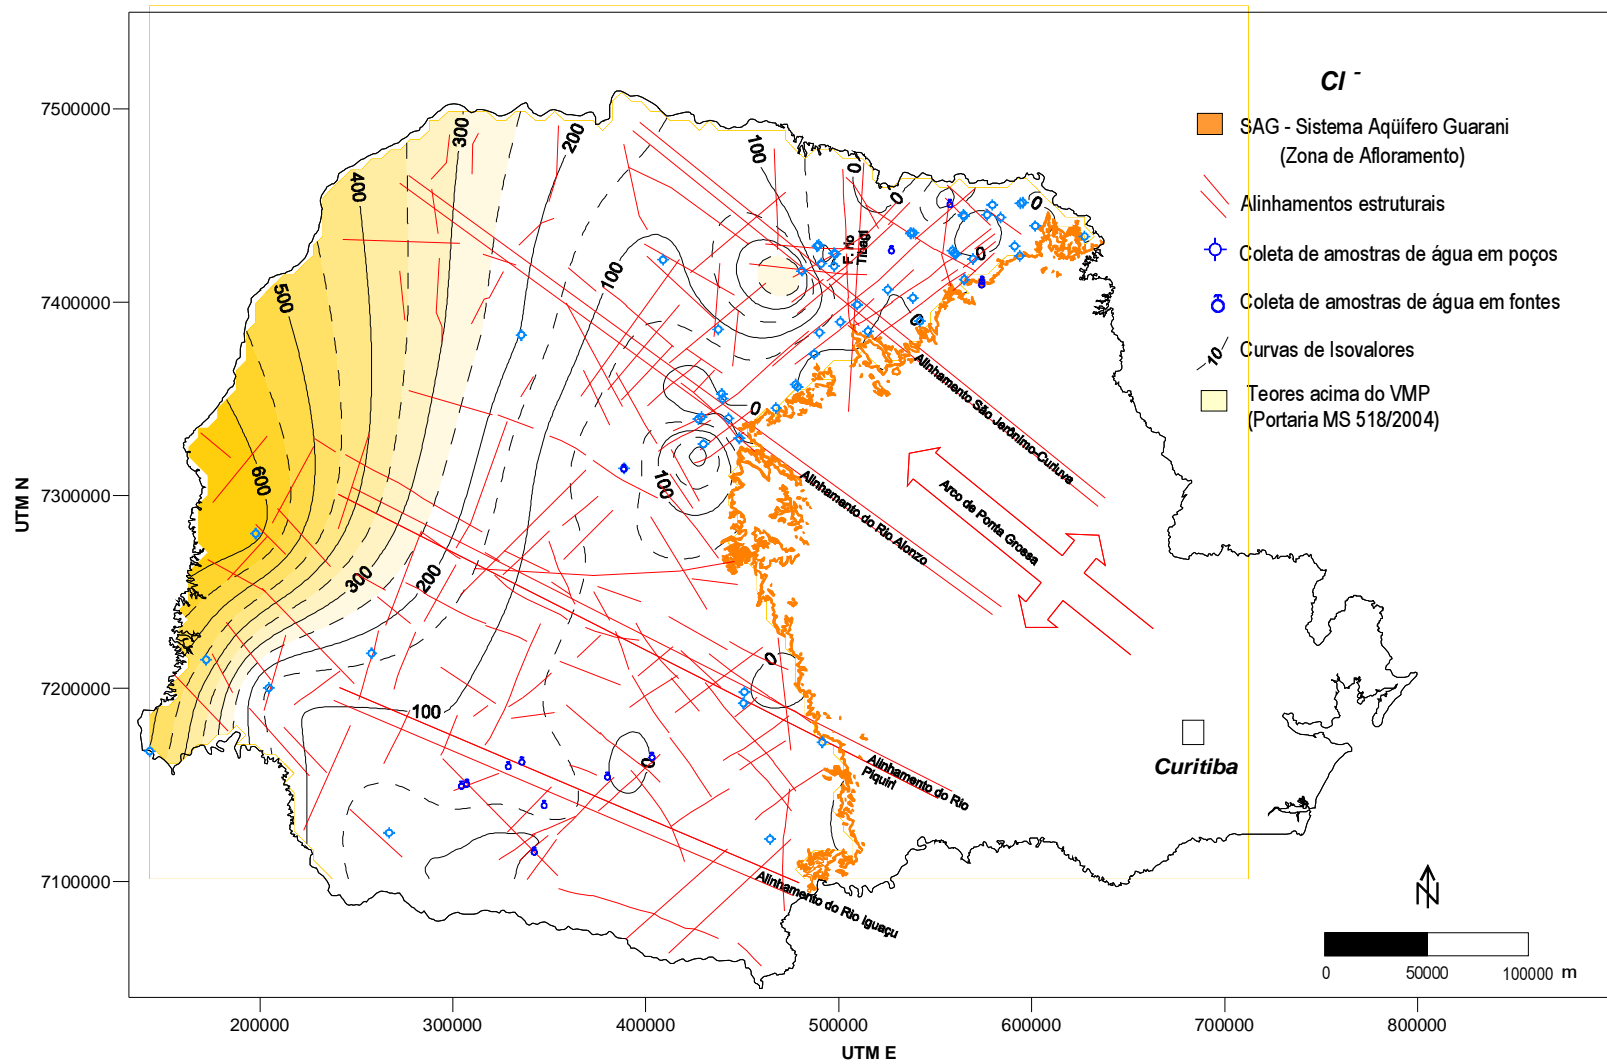 Cl -
SAG - Sistema Aqüífero Guarani
(Zona de Afloramento)
Alinhamentos estruturais
Coleta de amostras de água em poços
Coleta de amostras de água em fontes
-10
Curvas de Isovalores
Teores acima do VMP
(Portaria MS 518/2004)
7500000
7400000
7300000
7200000
7100000
UTM N
300
200
100
0
0
0
400
F. rio
Tibagi
0
500
100
0
Alinhamento São Jerônimo-Curiuva
0
600
100
Alinhamento do Rio Alonzo
Arco de Ponta Grossa
300
200
0
100
0
Alinhamento do Rio
Piquiri
Curitiba
Alinhamento do Rio Iguaçu
N
0
50000
100000 m
200000
300000
400000
500000
600000
700000
800000
UTM E